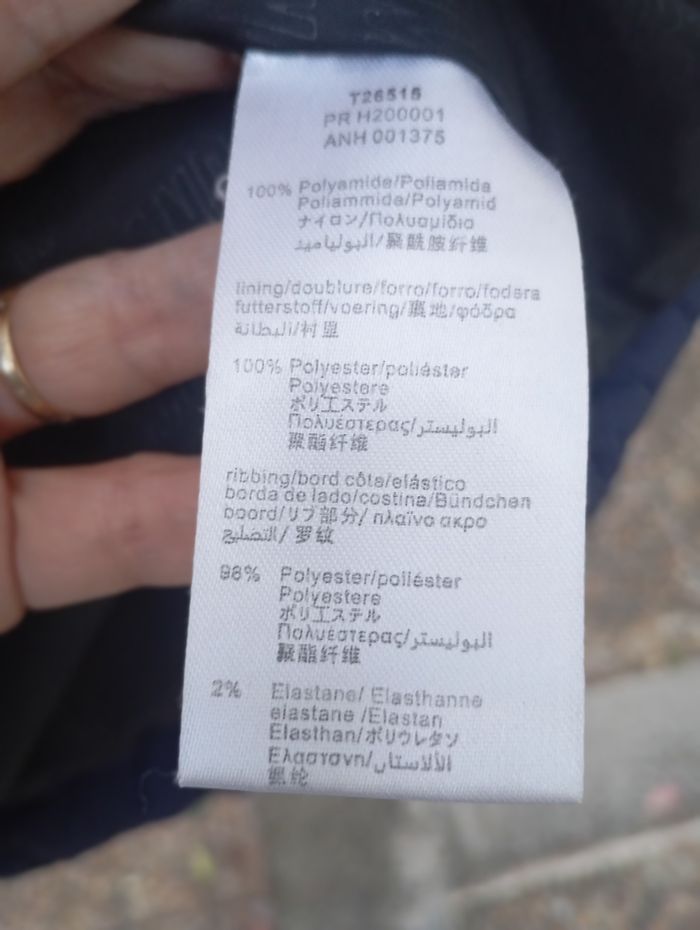 T26515
PR H200001
ANH 001375
100% Polyamide/Poliamida
Poliammide/Polyamid
ナイロン/Πολυαμίδιο
البولياميد/聚酰胺纤维
lining/doublure/forro/forro/fodera
futterstoff/voering/裏地/φόδρα
البطانة/衬里
100% Polyester/poliéster
Polyestere
ポリエステル
Πολυέστερας/البوليستر
聚酯纤维
ribbing/bord côte/elástico
borda de lado/costina/Bündchen
boord/リブ部分/ πλαϊνο ακρο
التضليع/ 罗纹
98% Polyester/poliéster
Polyestere
ポリエステル
Πολυέστερας/البوليستر
聚酯纤维
2% Elastane/ Elasthanne
elastane /Elastan
Elasthan/ポリウレタン
Ελαστανη/الألاستان